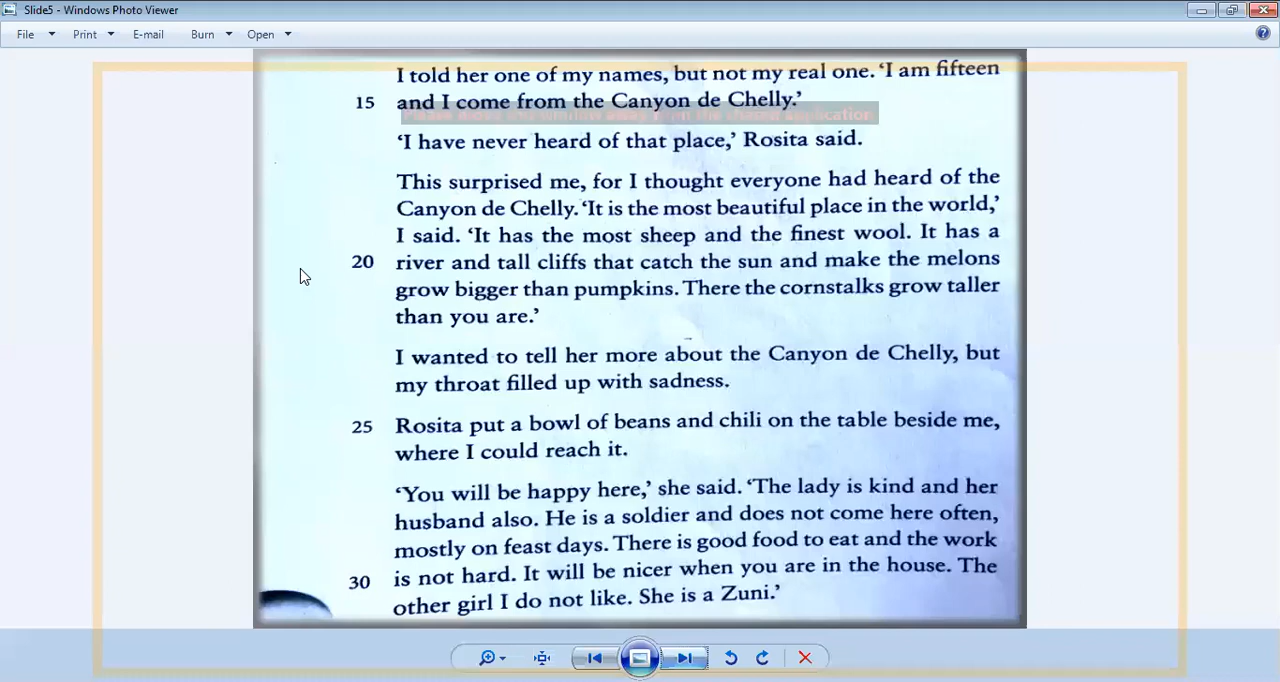 Slide5 - Windows Photo Viewer
File Print E-mail Burn Open
I told her one of my names, but not my real one. ‘I am fifteen
15 and I come from the Canyon de Chelly.’
Please move this window away from the shared application
‘I have never heard of that place,’ Rosita said.
This surprised me, for I thought everyone had heard of the
Canyon de Chelly. ‘It is the most beautiful place in the world,’
I said. ‘It has the most sheep and the finest wool. It has a
20 river and tall cliffs that catch the sun and make the melons
grow bigger than pumpkins. There the cornstalks grow taller
than you are.’
I wanted to tell her more about the Canyon de Chelly, but
my throat filled up with sadness.
25 Rosita put a bowl of beans and chili on the table beside me,
where I could reach it.
‘You will be happy here,’ she said. ‘The lady is kind and her
husband also. He is a soldier and does not come here often,
mostly on feast days. There is good food to eat and the work
30 is not hard. It will be nicer when you are in the house. The
other girl I do not like. She is a Zuni.’